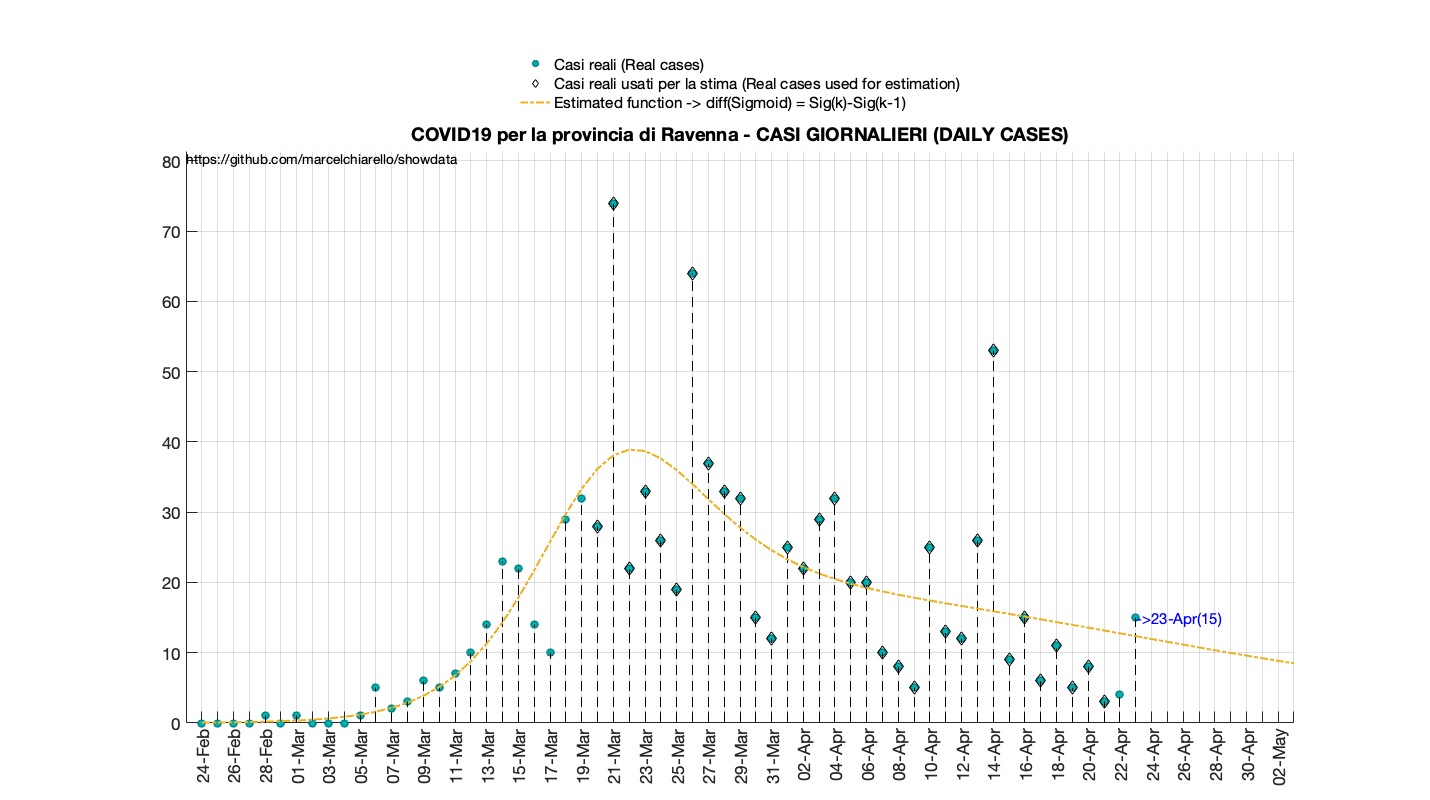 Casi reali (Real cases)
Casi reali usati per la stima (Real cases used for estimation)
Estimated function -> diff(Sigmoid) = Sig(k)-Sig(k-1)
COVID19 per la provincia di Ravenna - CASI GIORNALIERI (DAILY CASES)
https://github.com/marcelchiarello/showdata
80
70
60
50
40
30
20
10
0
->23-Apr(15)
24-Feb
26-Feb
28-Feb
01-Mar
03-Mar
05-Mar
07-Mar
09-Mar
11-Mar
13-Mar
15-Mar
17-Mar
19-Mar
21-Mar
23-Mar
25-Mar
27-Mar
29-Mar
31-Mar
02-Apr
04-Apr
06-Apr
08-Apr
10-Apr
12-Apr
14-Apr
16-Apr
18-Apr
20-Apr
22-Apr
24-Apr
26-Apr
28-Apr
30-Apr
02-May